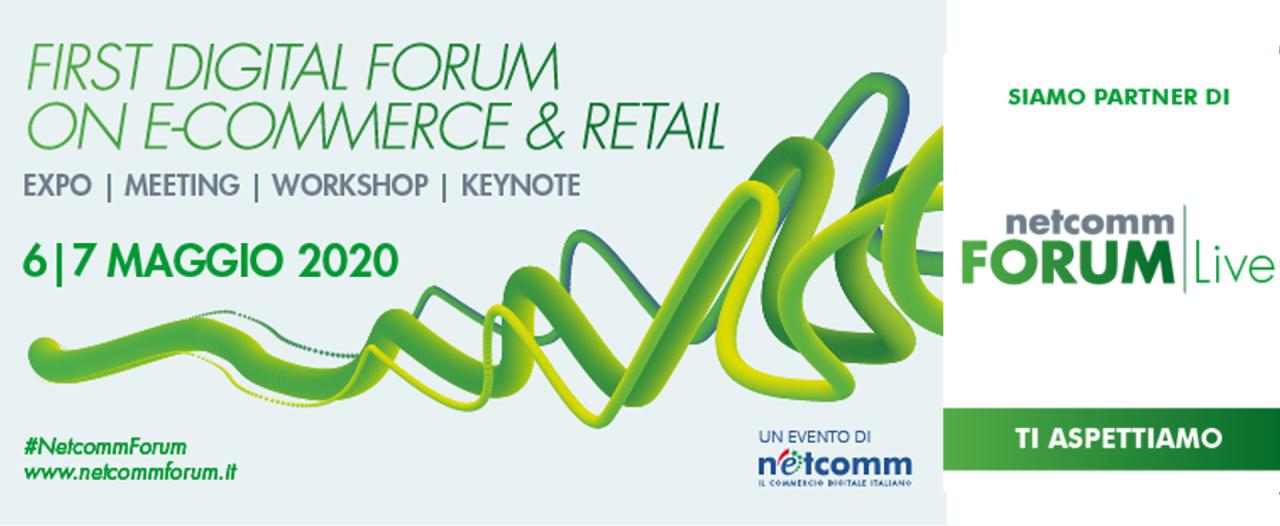 FIRST DIGITAL FORUM
ON E-COMMERCE & RETAIL
EXPO | MEETING | WORKSHOP | KEYNOTE
6|7 MAGGIO 2020
#NetcommForum
www.netcommforum.it
UN EVENTO DI
netcomm
IL COMMERCIO DIGITALE ITALIANO
SIAMO PARTNER DI
netcomm
FORUM Live
TI ASPETTIAMO